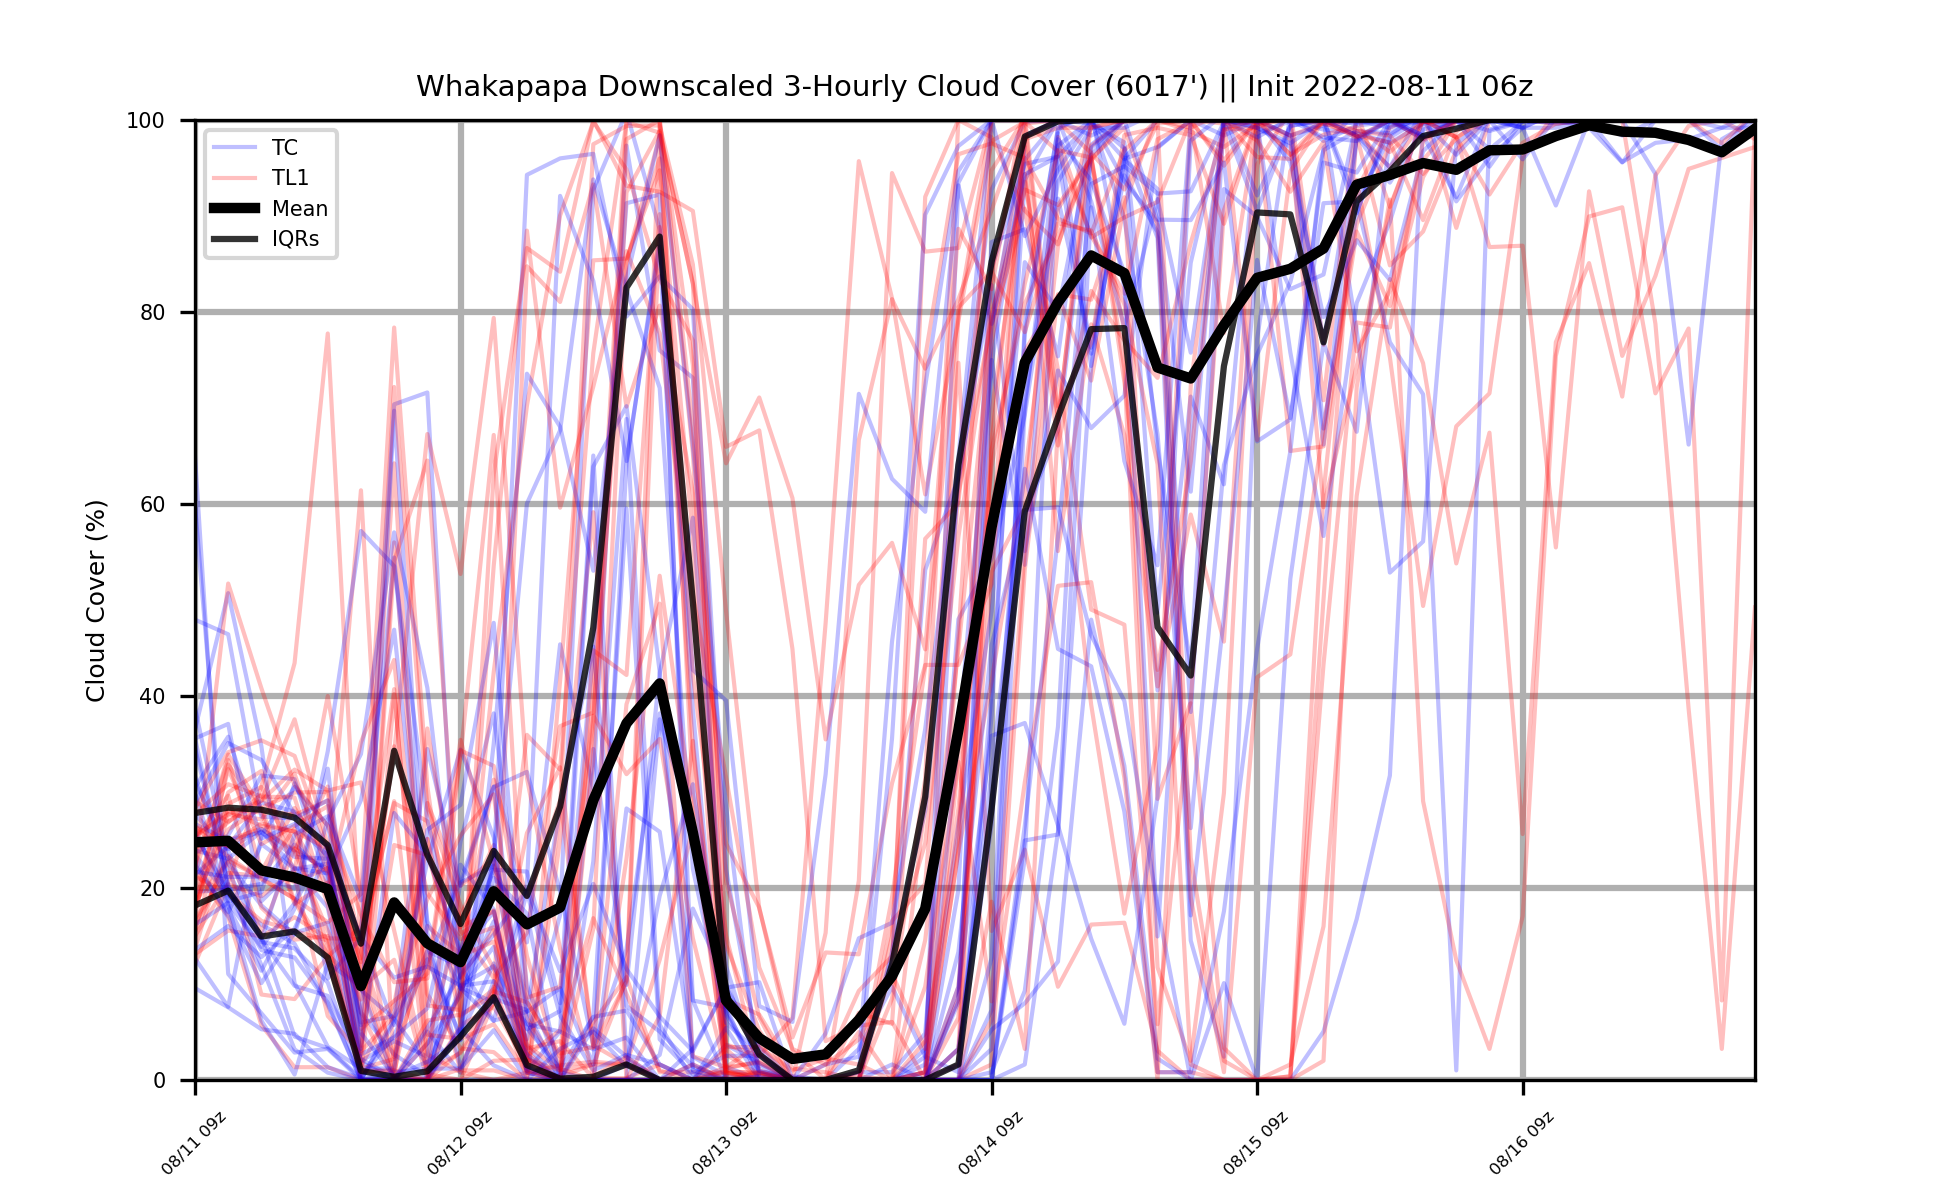 Whakapapa Downscaled 3-Hourly Cloud Cover (6017') || Init 2022-08-11 06z
100
80
60
40
20
0
Cloud Cover (%)
TC
TL1
Mean
IQRs
08/11 09z
08/12 09z
08/13 09z
08/14 09z
08/15 09z
08/16 09z